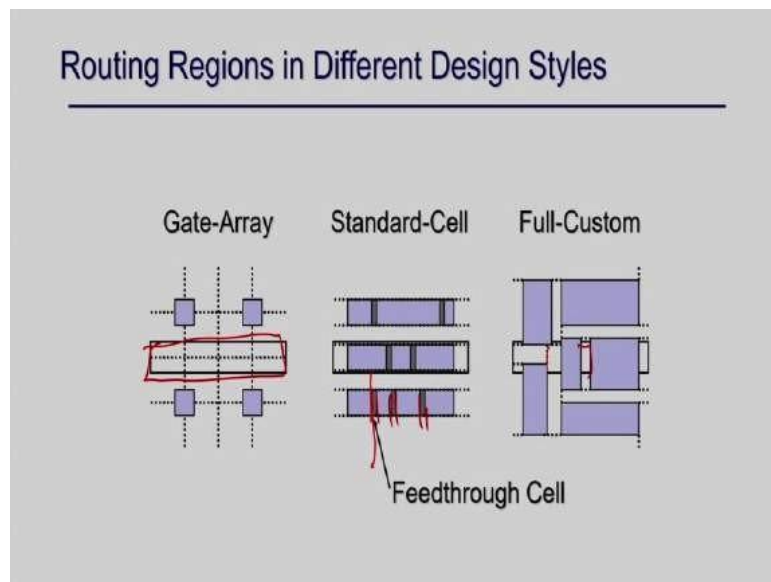 Routing Regions in Different Design Styles
Gate-Array Standard-Cell Full-Custom
Feedthrough Cell